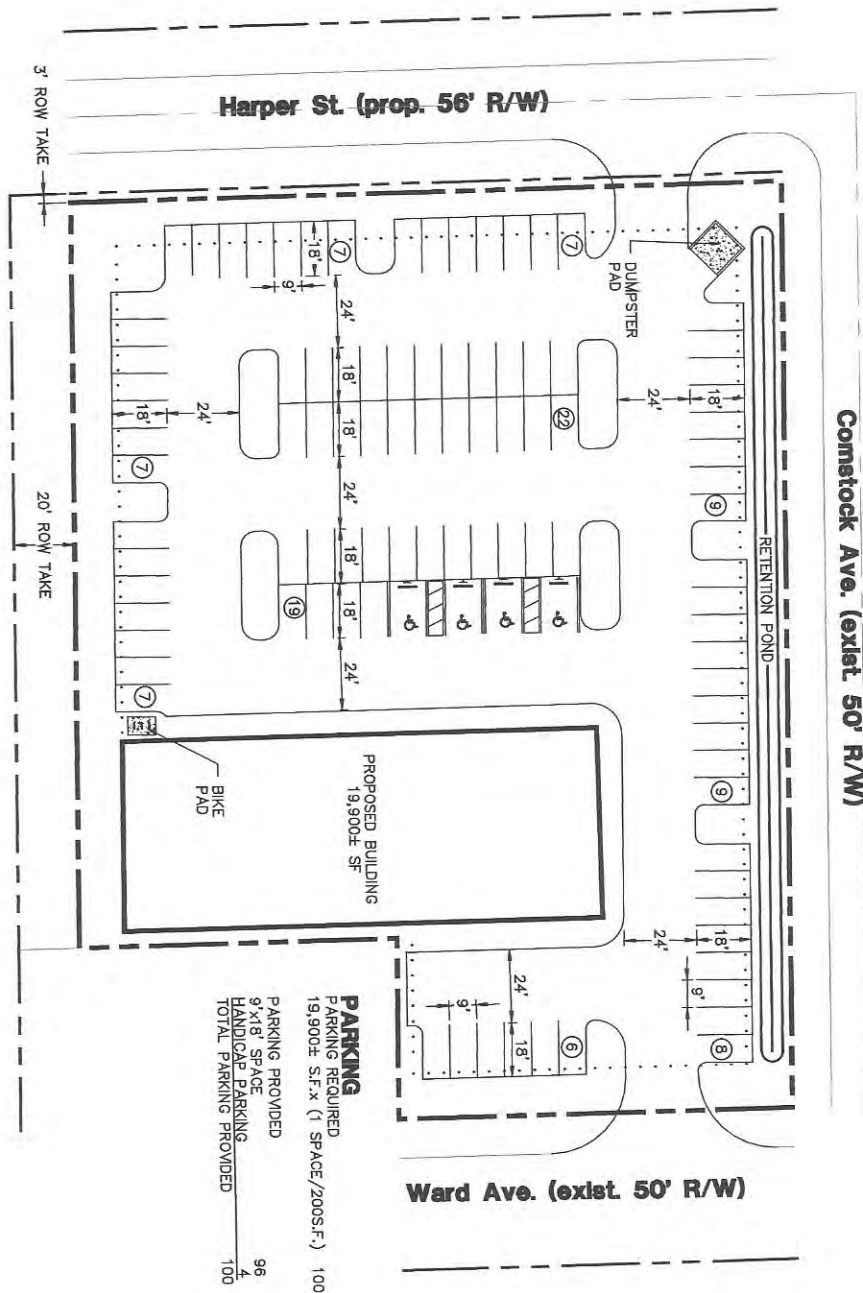 Harper St. (prop. 56' R/W)
Comstock Ave. (exist. 50' R/W)
Ward Ave. (exist. 50' R/W)
3' ROW TAKE
20' ROW TAKE
DUMPSTER
PAD
RETENTION POND
7
7
18'
9'
24'
18'
18'
24'
18'
18'
24'
22
19
24'
18'
9
9
24'
18'
9'
8
18'
24'
7
7
BIKE
PAD
PROPOSED BUILDING
19,900± SF
24'
9'
18'
6
PARKING
PARKING REQUIRED
19,900± S.F.x (1 SPACE/200S.F.) 100
PARKING PROVIDED
9'x18' SPACE 96
HANDICAP PARKING 4
TOTAL PARKING PROVIDED 100